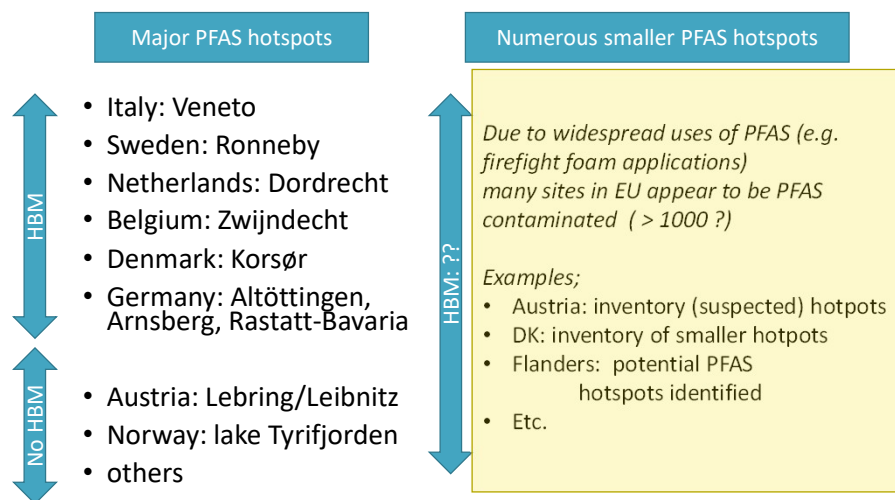 Major PFAS hotspots
HBM
• Italy: Veneto
• Sweden: Ronneby
• Netherlands: Dordrecht
• Belgium: Zwijndecht
• Denmark: Korsør
• Germany: Altöttingen,
Arnsberg, Rastatt-Bavaria
No HBM
• Austria: Lebring/Leibnitz
• Norway: lake Tyrifjorden
• others
Numerous smaller PFAS hotspots
HBM: ??
Due to widespread uses of PFAS (e.g.
firefight foam applications)
many sites in EU appear to be PFAS
contaminated ( > 1000 ?)
Examples;
• Austria: inventory (suspected) hotpots
• DK: inventory of smaller hotpots
• Flanders: potential PFAS
hotspots identified
• Etc.